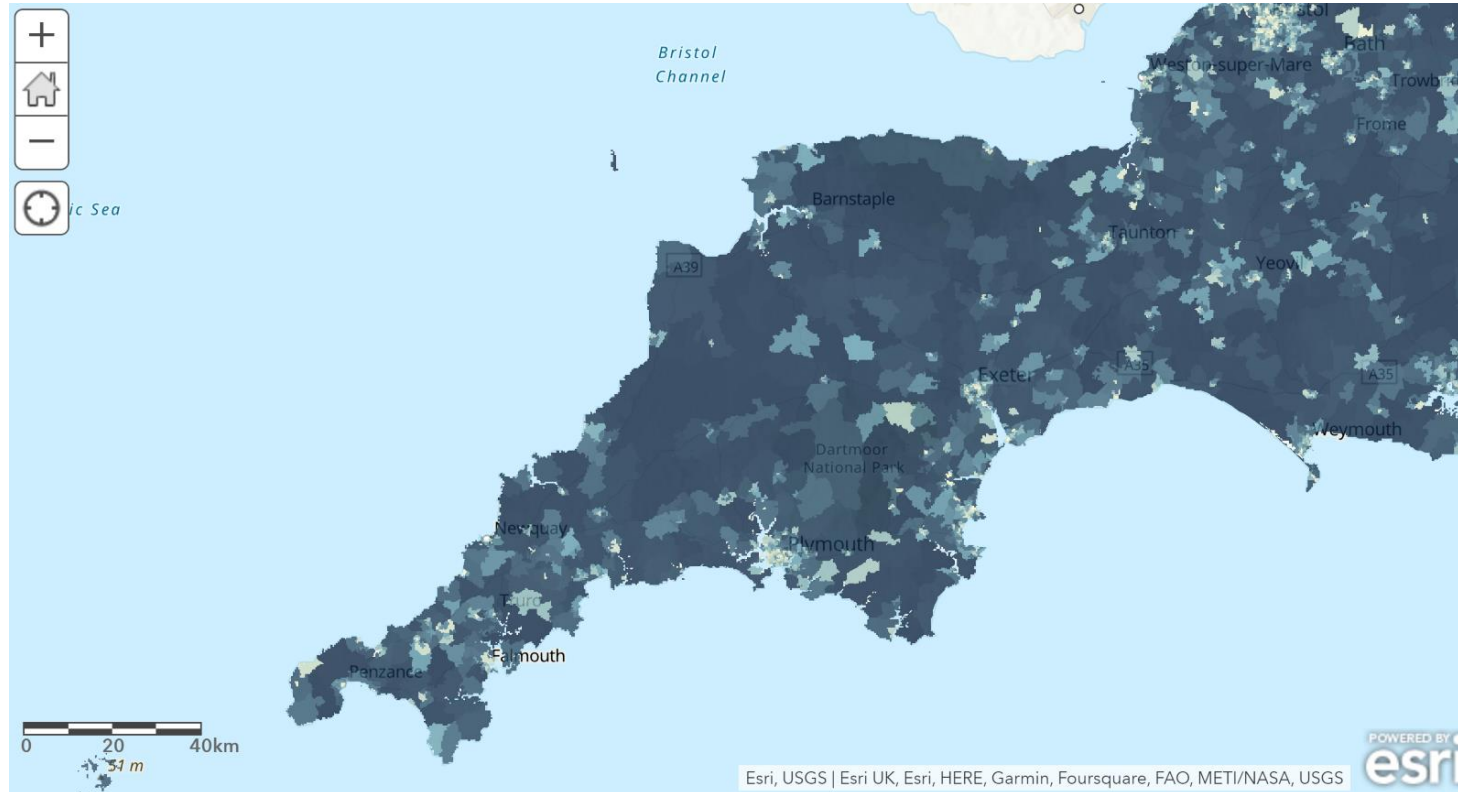 +
Bristol
Channel
−
ic Sea
Bath
Weston-super-Mare
Frome
Barnstaple
Taunton
A39
Yeovil
Exeter
A35
A35
Weymouth
Dartmoor
National Park
Newquay
Plymouth
Truro
Falmouth
Penzance
0 20 40km
51 m
POWERED BY
esri
Esri, USGS | Esri UK, Esri, HERE, Garmin, Foursquare, FAO, METI/NASA, USGS